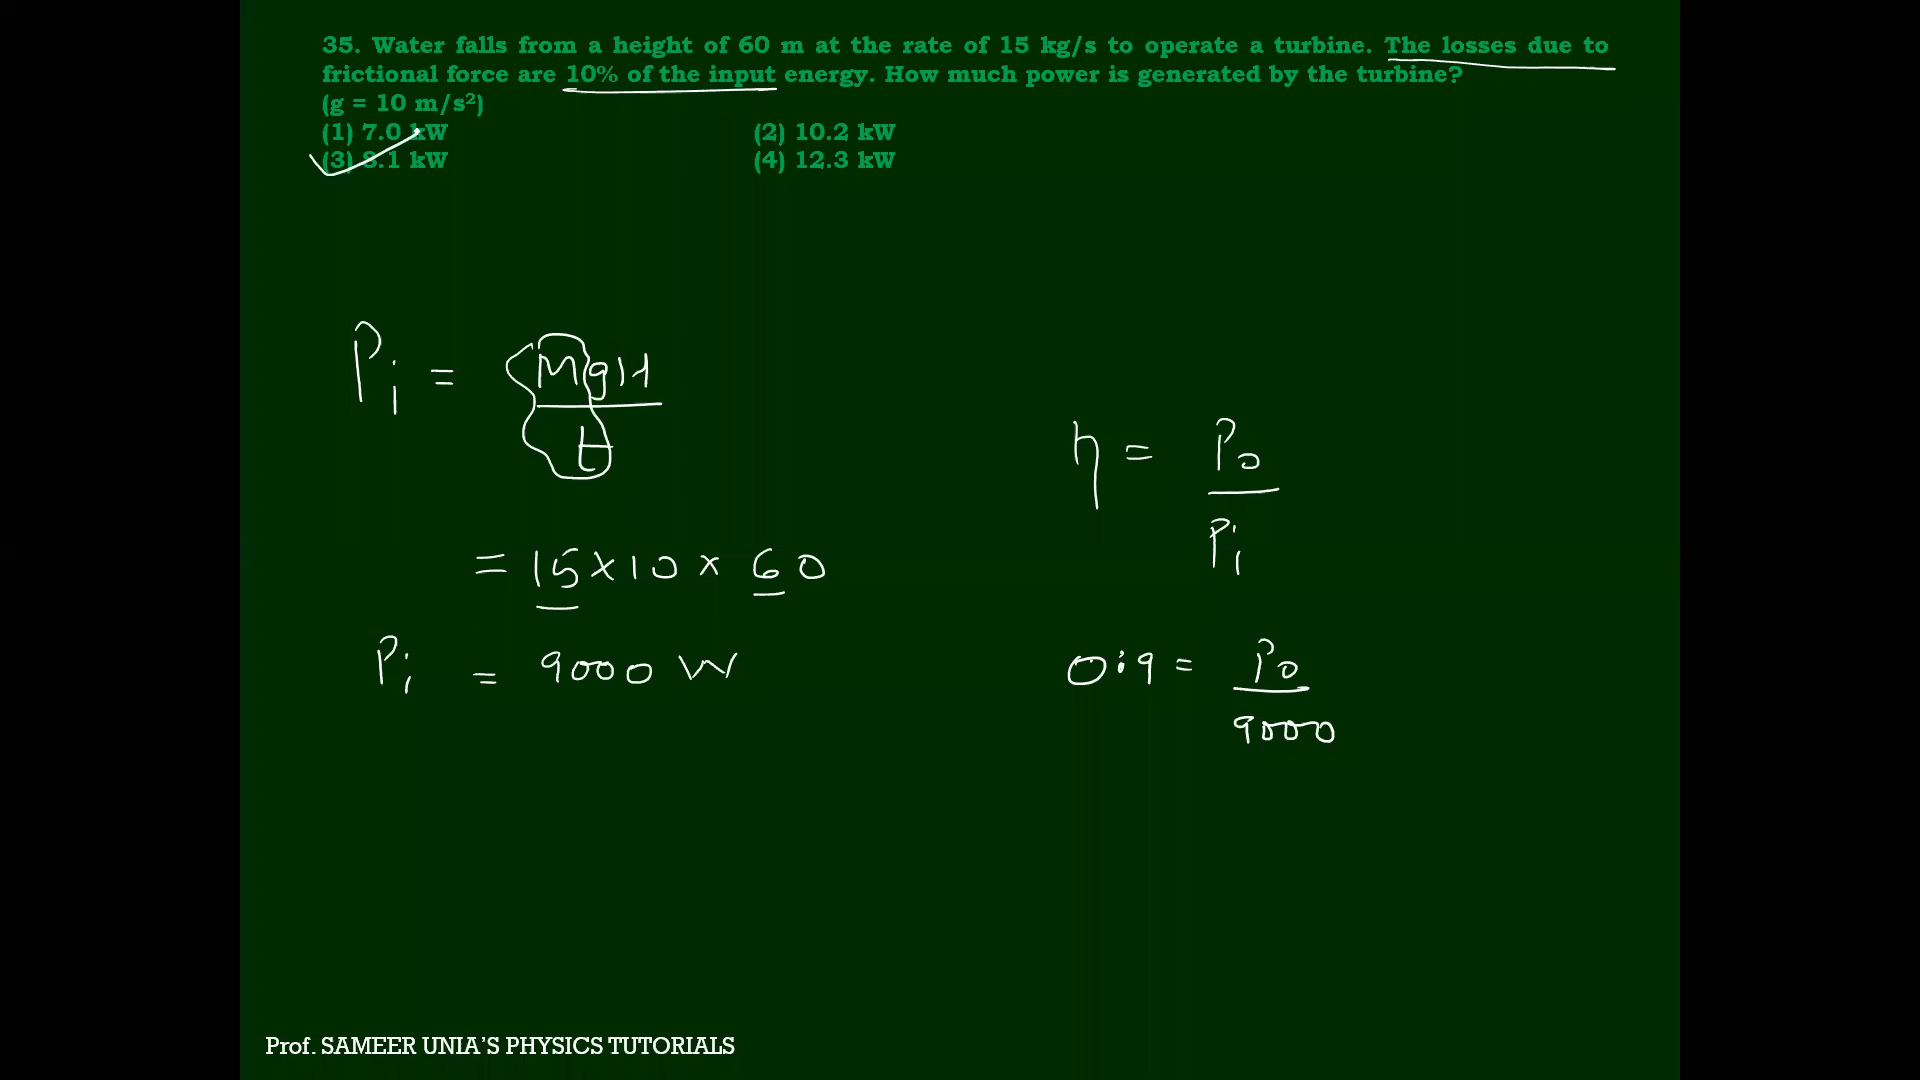 35. Water falls from a height of 60 m at the rate of 15 kg/s to operate a turbine. The losses due to
frictional force are 10% of the input energy. How much power is generated by the turbine?
(g = 10 m/s²)
(1) 7.0 kW (2) 10.2 kW
(3) 8.1 kW (4) 12.3 kW
Pi = MgH / t
= 15 × 10 × 60
Pi = 9000 W
η = Po / Pi
0.9 = Po / 9000
Prof. SAMEER UNIA'S PHYSICS TUTORIALS